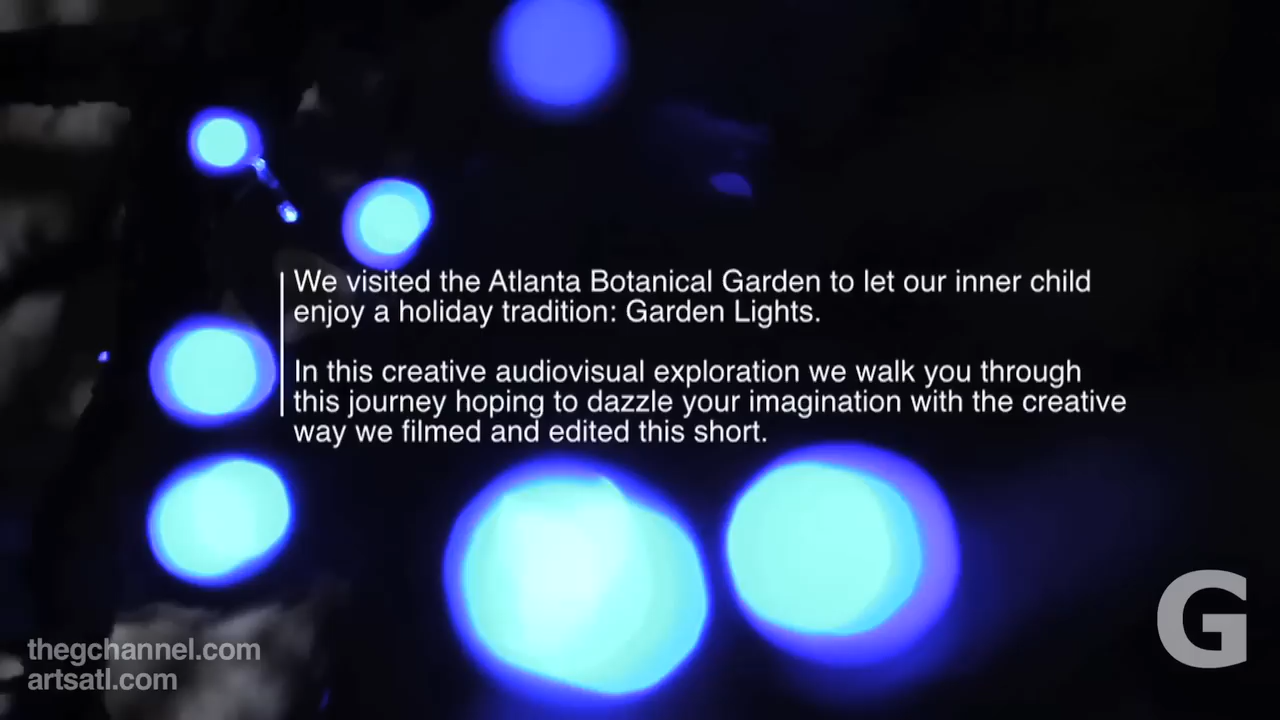 We visited the Atlanta Botanical Garden to let our inner child
enjoy a holiday tradition: Garden Lights.
In this creative audiovisual exploration we walk you through
this journey hoping to dazzle your imagination with the creative
way we filmed and edited this short.
thegchannel.com
artsatl.com
G